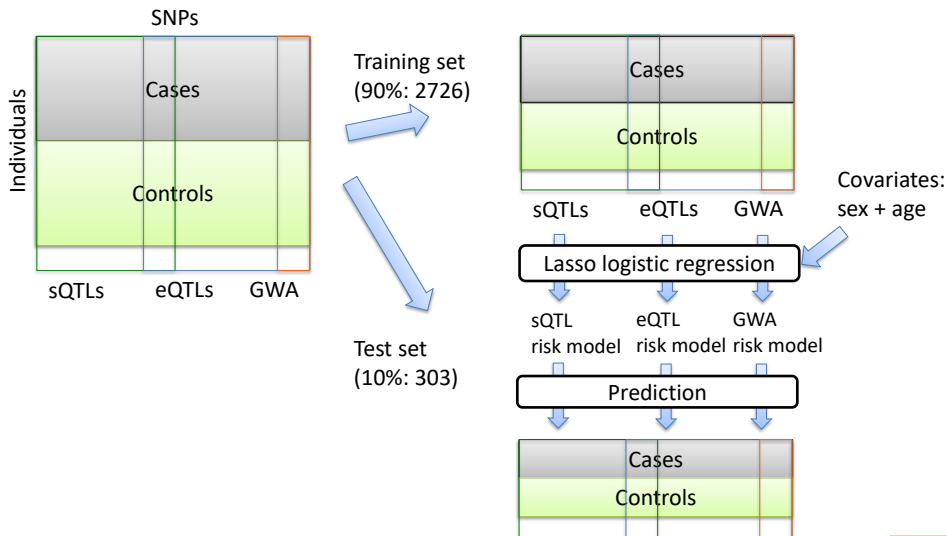 SNPs
Individuals
Cases
Controls
sQTLs eQTLs GWA
Training set
(90%: 2726)
Test set
(10%: 303)
Cases
Controls
sQTLs eQTLs GWA
Covariates:
sex + age
Lasso logistic regression
sQTL eQTL GWA
risk model risk model risk model
Prediction
Cases
Controls